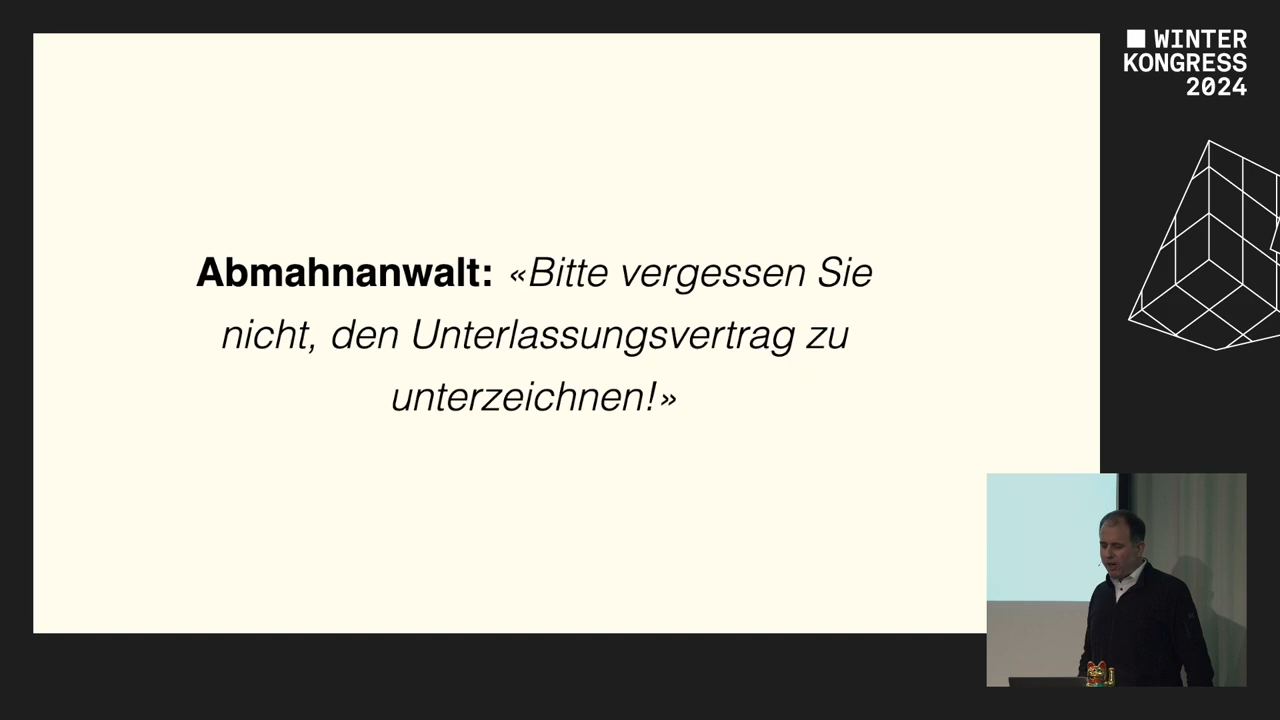 WINTER
KONGRESS
2024
Abmahnanwalt: «Bitte vergessen Sie
nicht, den Unterlassungsvertrag zu
unterzeichnen!»